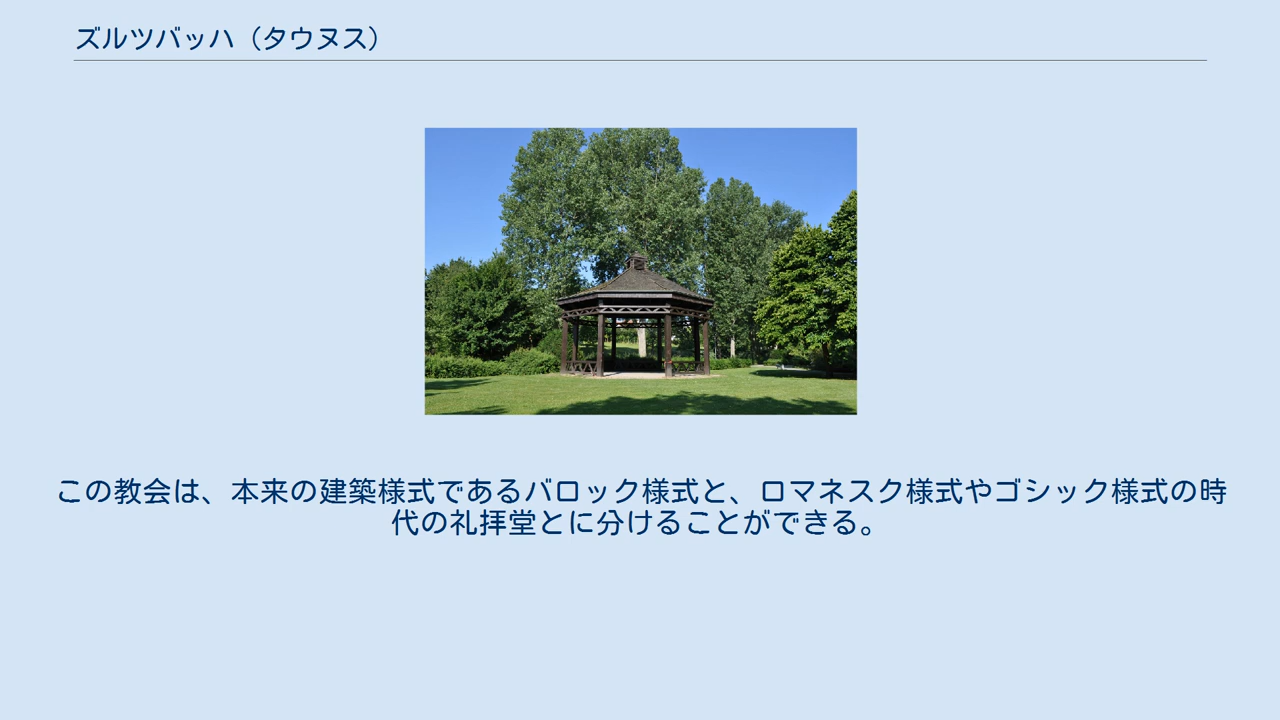 ズルツバッハ（タウヌス）
この教会は、本来の建築様式であるバロック様式と、ロマネスク様式やゴシック様式の時
代の礼拝堂とに分けることができる。